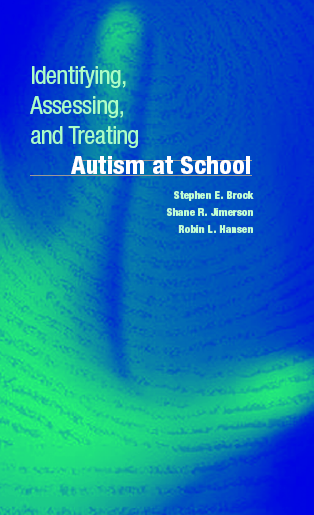 Identifying,
Assessing,
and Treating
Autism at School
Stephen E. Brock
Shane R. Jimerson
Robin L. Hansen